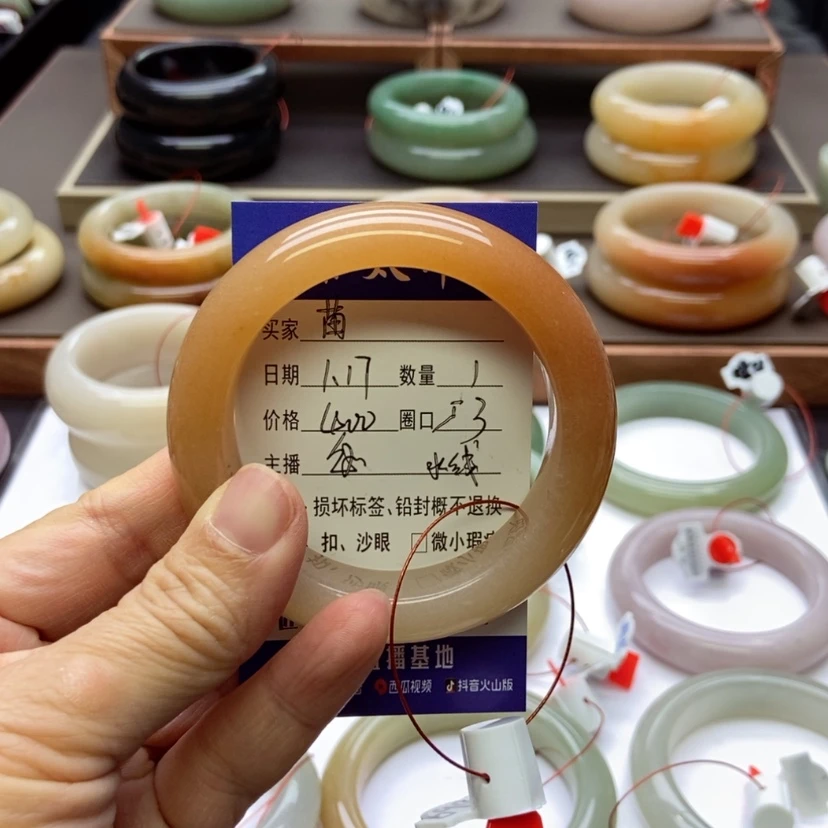 买家 菌
日期 1.17 数量 1
价格 圈口 53
主播 水线
损坏标签、铅封概不退换
扣、沙眼 □微小瑕
播基地
西瓜视频 抖音火山版